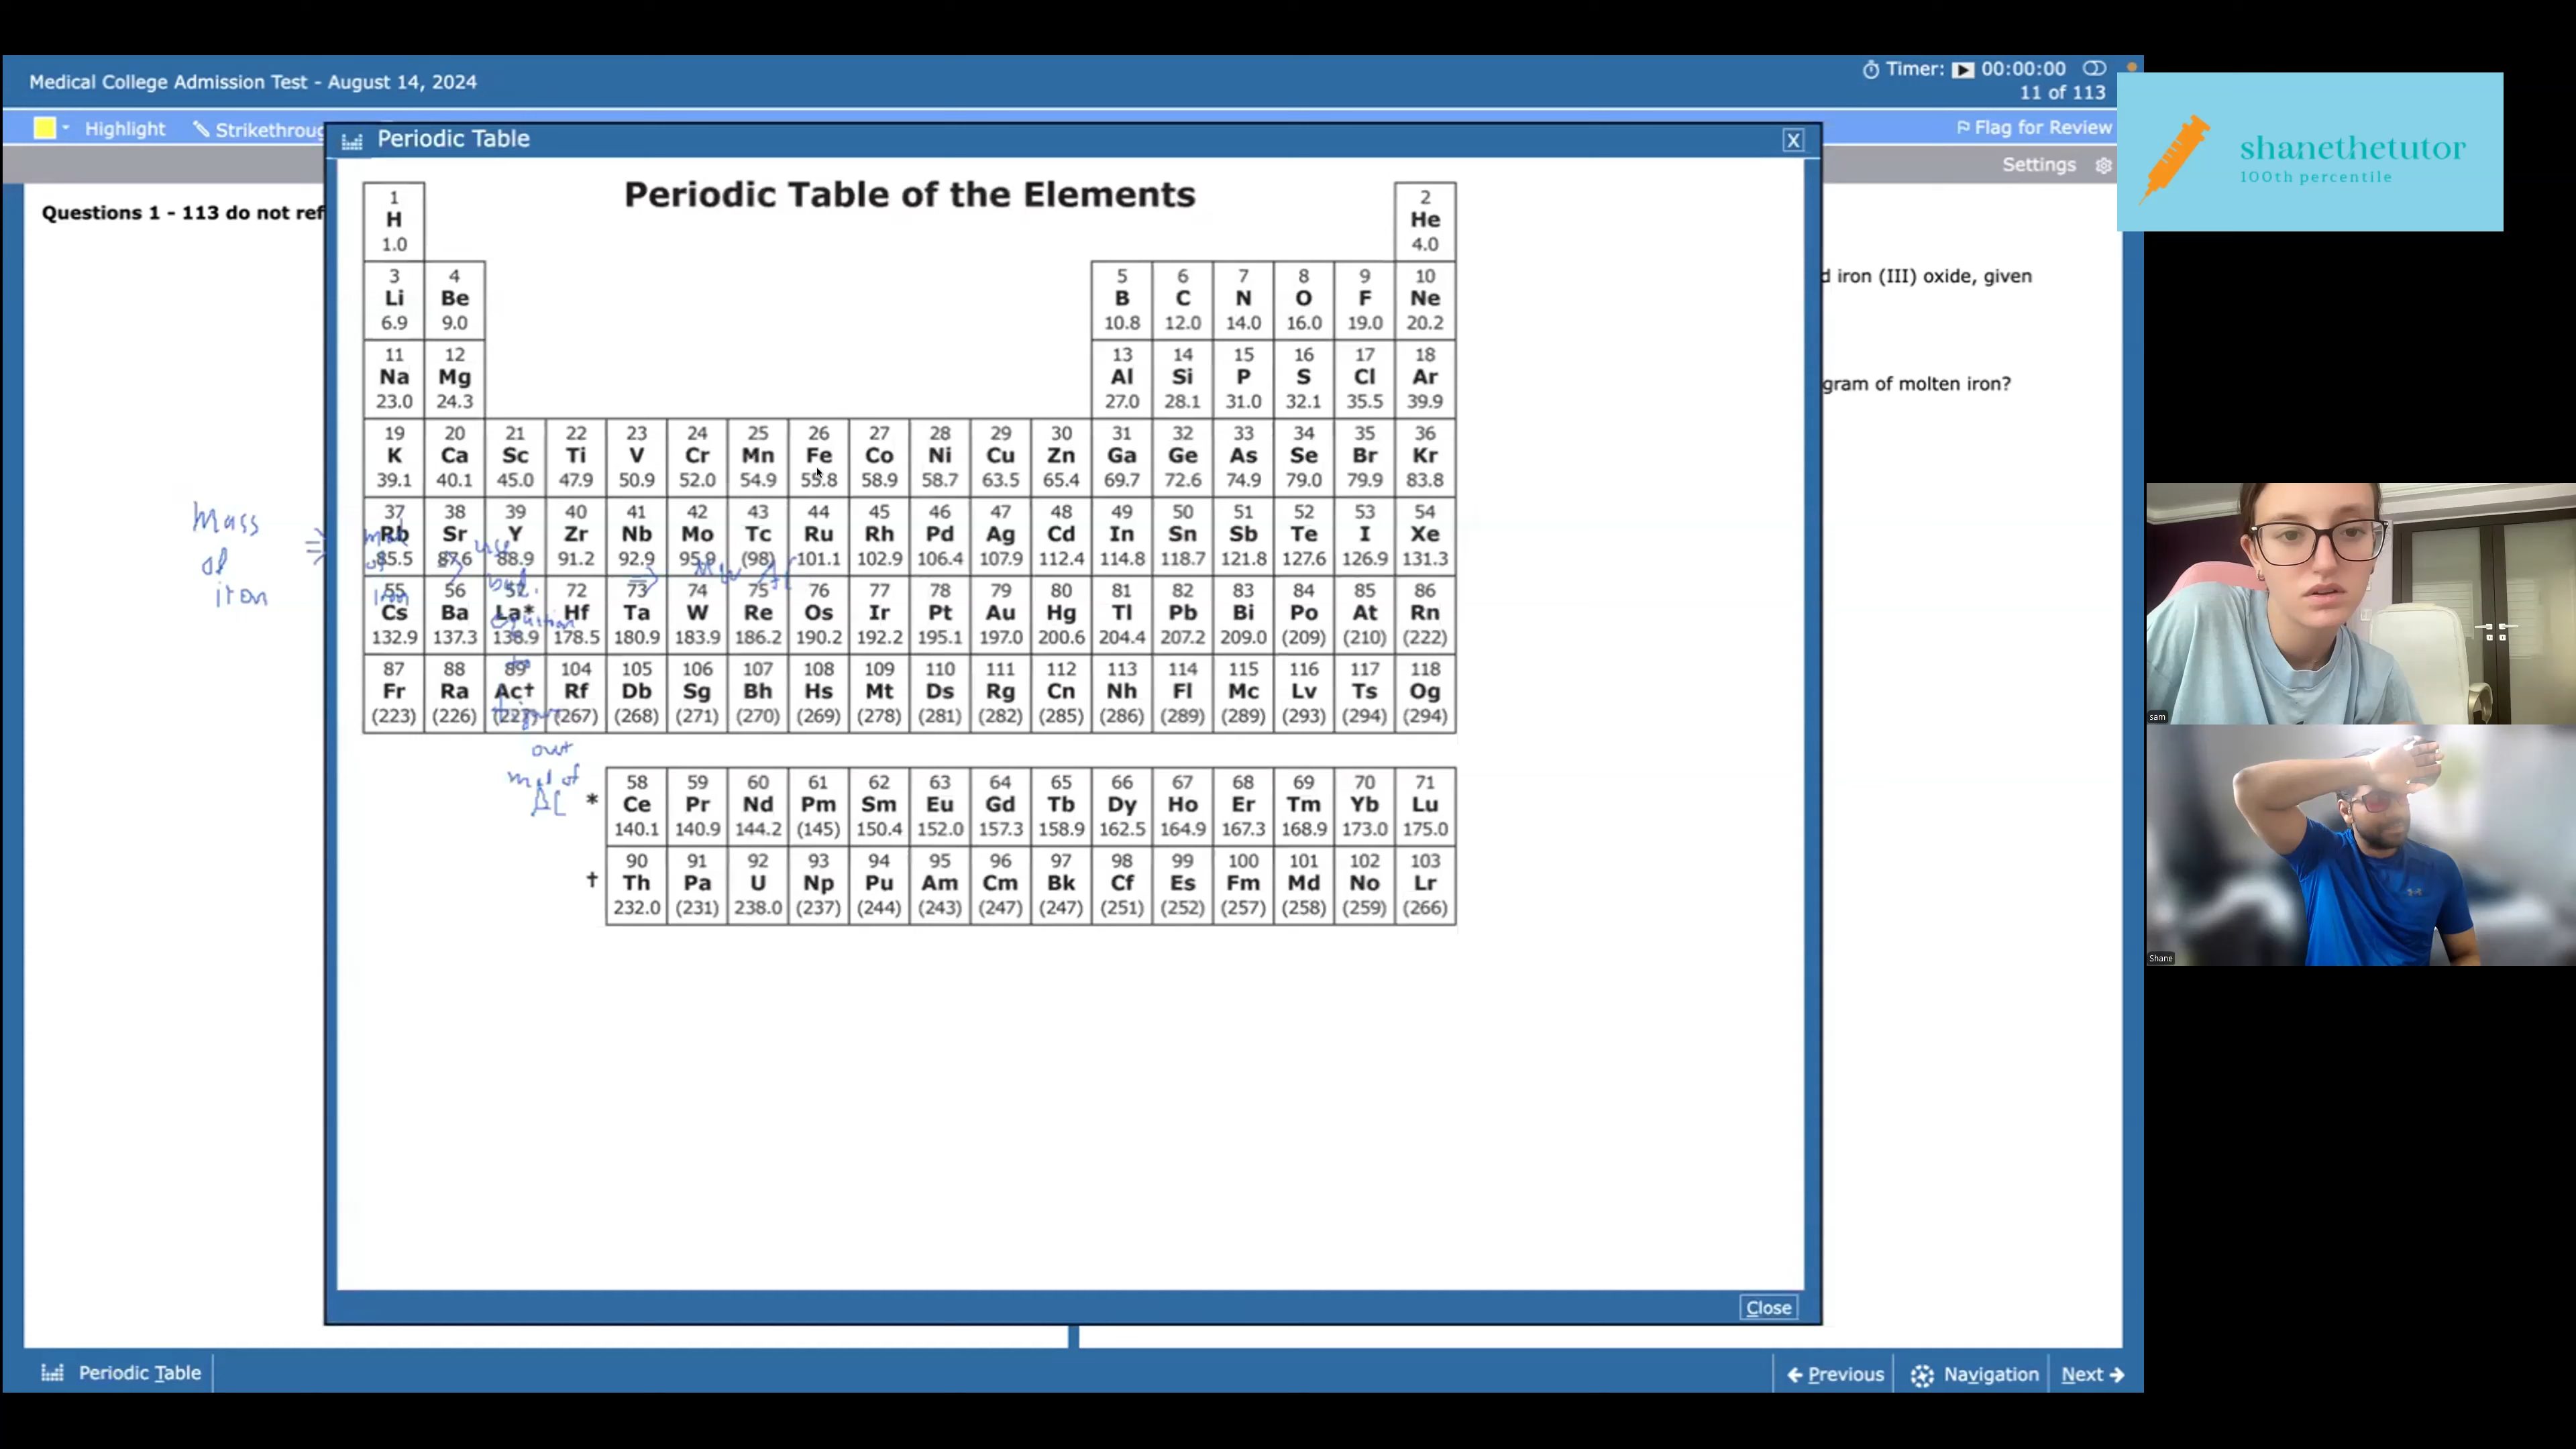 Medical College Admission Test - August 14, 2024
Timer: 00:00:00
11 of 113
Highlight
Strikethroug
Flag for Review
Settings
shanethetutor
100th percentile
Periodic Table
X
Questions 1 - 113 do not ref
Periodic Table of the Elements
1 2
H He
1.0 4.0
3 4 5 6 7 8 9 10
Li Be B C N O F Ne
6.9 9.0 10.8 12.0 14.0 16.0 19.0 20.2
11 12 13 14 15 16 17 18
Na Mg Al Si P S Cl Ar
23.0 24.3 27.0 28.1 31.0 32.1 35.5 39.9
19 20 21 22 23 24 25 26 27 28 29 30 31 32 33 34 35 36
K Ca Sc Ti V Cr Mn Fe Co Ni Cu Zn Ga Ge As Se Br Kr
39.1 40.1 45.0 47.9 50.9 52.0 54.9 55.8 58.9 58.7 63.5 65.4 69.7 72.6 74.9 79.0 79.9 83.8
37 38 39 40 41 42 43 44 45 46 47 48 49 50 51 52 53 54
Rb Sr Y Zr Nb Mo Tc Ru Rh Pd Ag Cd In Sn Sb Te I Xe
85.5 87.6 88.9 91.2 92.9 95.9 (98) 101.1 102.9 106.4 107.9 112.4 114.8 118.7 121.8 127.6 126.9 131.3
55 56 57 72 73 74 75 76 77 78 79 80 81 82 83 84 85 86
Cs Ba La* Hf Ta W Re Os Ir Pt Au Hg Tl Pb Bi Po At Rn
132.9 137.3 138.9 178.5 180.9 183.9 186.2 190.2 192.2 195.1 197.0 200.6 204.4 207.2 209.0 (209) (210) (222)
87 88 89 104 105 106 107 108 109 110 111 112 113 114 115 116 117 118
Fr Ra Ac† Rf Db Sg Bh Hs Mt Ds Rg Cn Nh Fl Mc Lv Ts Og
(223) (226) (227) (267) (268) (271) (270) (269) (278) (281) (282) (285) (286) (289) (289) (293) (294) (294)
*
58 59 60 61 62 63 64 65 66 67 68 69 70 71
Ce Pr Nd Pm Sm Eu Gd Tb Dy Ho Er Tm Yb Lu
140.1 140.9 144.2 (145) 150.4 152.0 157.3 158.9 162.5 164.9 167.3 168.9 173.0 175.0
†
90 91 92 93 94 95 96 97 98 99 100 101 102 103
Th Pa U Np Pu Am Cm Bk Cf Es Fm Md No Lr
232.0 (231) 238.0 (237) (244) (243) (247) (247) (251) (252) (257) (258) (259) (266)
d iron (III) oxide, given
gram of molten iron?
Mass
of
iron
⇒
mol
of
iron
⇒
use
bal.
equation
to
figure
out
mol of
Al
⇒ MW Al
sam
Shane
Close
Periodic Table
Previous
Navigation
Next